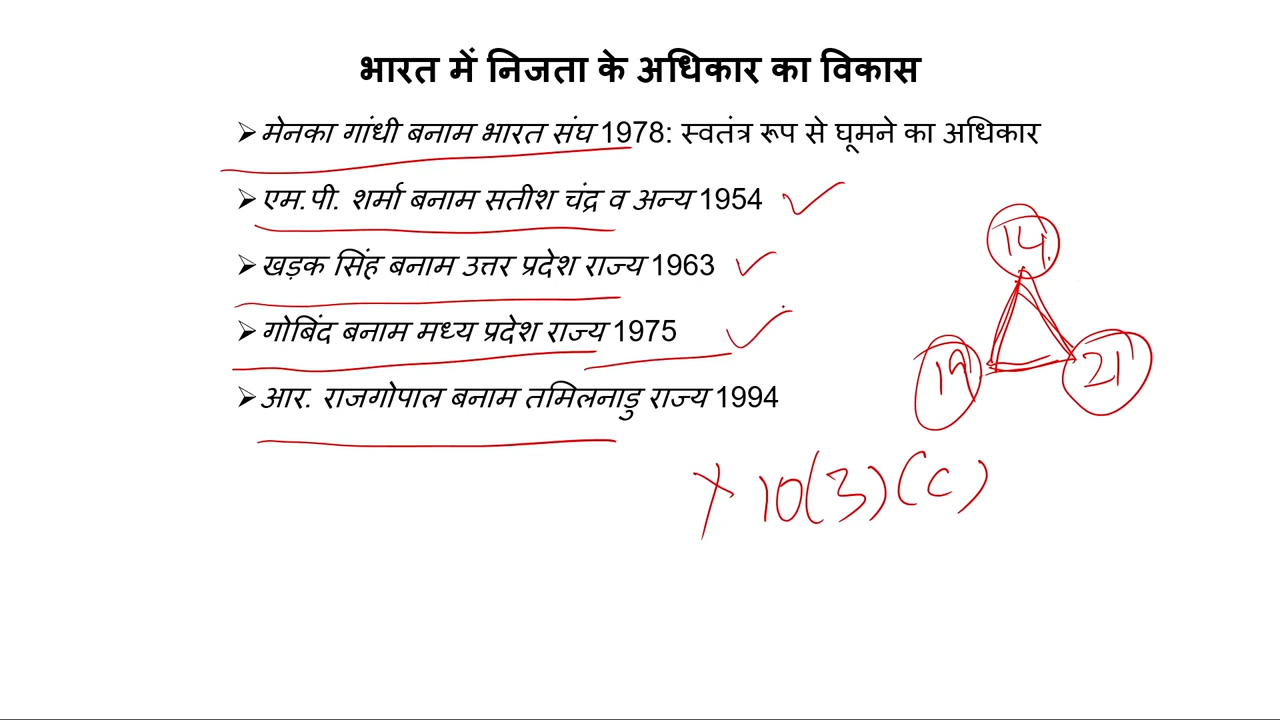 भारत में निजता के अधिकार का विकास
➢मेनका गांधी बनाम भारत संघ 1978: स्वतंत्र रूप से घूमने का अधिकार
➢एम.पी. शर्मा बनाम सतीश चंद्र व अन्य 1954
➢खड़क सिंह बनाम उत्तर प्रदेश राज्य 1963
➢गोबिंद बनाम मध्य प्रदेश राज्य 1975
➢आर. राजगोपाल बनाम तमिलनाडु राज्य 1994
14
19 21
10(3)(c)